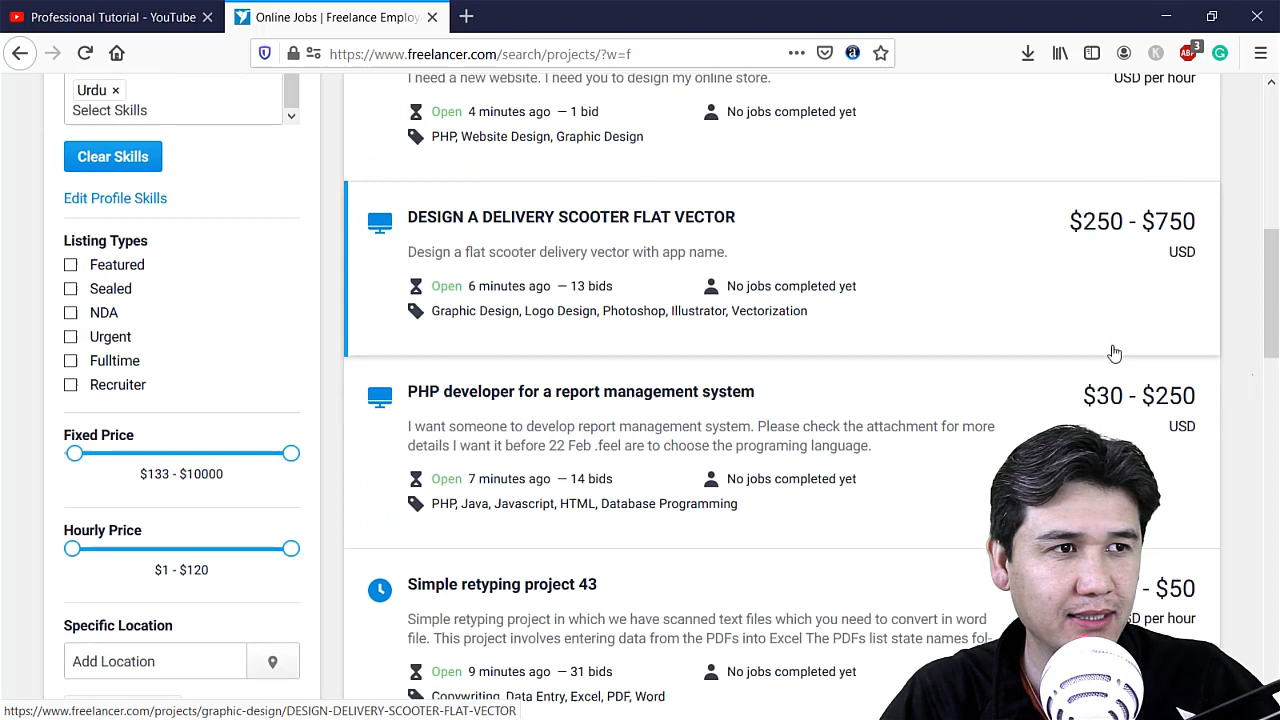 Professional Tutorial - YouTube
Online Jobs | Freelance Employ
https://www.freelancer.com/search/projects/?w=f
ABP
3
Urdu ×
Select Skills
Clear Skills
Edit Profile Skills
Listing Types
Featured
Sealed
NDA
Urgent
Fulltime
Recruiter
Fixed Price
$133 - $10000
Hourly Price
$1 - $120
Specific Location
Add Location
I need a new website. I need you to design my online store.
USD per hour
Open 4 minutes ago — 1 bid
No jobs completed yet
PHP, Website Design, Graphic Design
DESIGN A DELIVERY SCOOTER FLAT VECTOR
$250 - $750
Design a flat scooter delivery vector with app name.
USD
Open 6 minutes ago — 13 bids
No jobs completed yet
Graphic Design, Logo Design, Photoshop, Illustrator, Vectorization
PHP developer for a report management system
$30 - $250
I want someone to develop report management system. Please check the attachment for more
USD
details I want it before 22 Feb .feel are to choose the programing language.
Open 7 minutes ago — 14 bids
No jobs completed yet
PHP, Java, Javascript, HTML, Database Programming
Simple retyping project 43
- $50
Simple retyping project in which we have scanned text files which you need to convert in word
per hour
file. This project involves entering data from the PDFs into Excel The PDFs list state names fol-
Open 9 minutes ago — 31 bids
No jobs completed yet
Copywriting, Data Entry, Excel, PDF, Word
https://www.freelancer.com/projects/graphic-design/DESIGN-DELIVERY-SCOOTER-FLAT-VECTOR